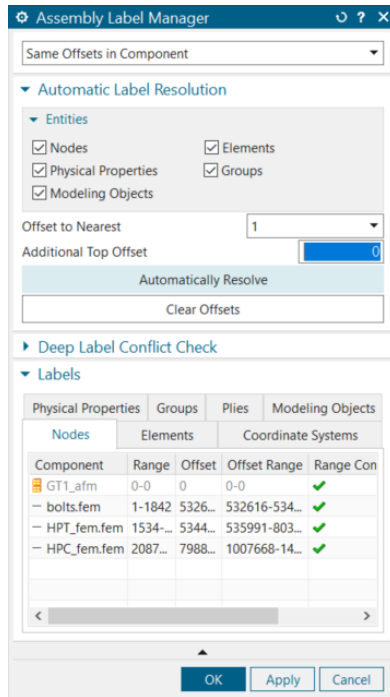 Assembly Label Manager
Same Offsets in Component
Automatic Label Resolution
Entities
Nodes Elements
Physical Properties Groups
Modeling Objects
Offset to Nearest 1
Additional Top Offset 0
Automatically Resolve
Clear Offsets
Deep Label Conflict Check
Labels
Physical Properties Groups Plies Modeling Objects
Nodes Elements Coordinate Systems
Component Range Offset Offset Range Range Con
GT1_afm 0-0 0 0-0
bolts.fem 1-1842 5326... 532616-534...
HPT_fem.fem 1534-... 5344... 535991-803...
HPC_fem.fem 2087... 7988... 1007668-14...
OK Apply Cancel